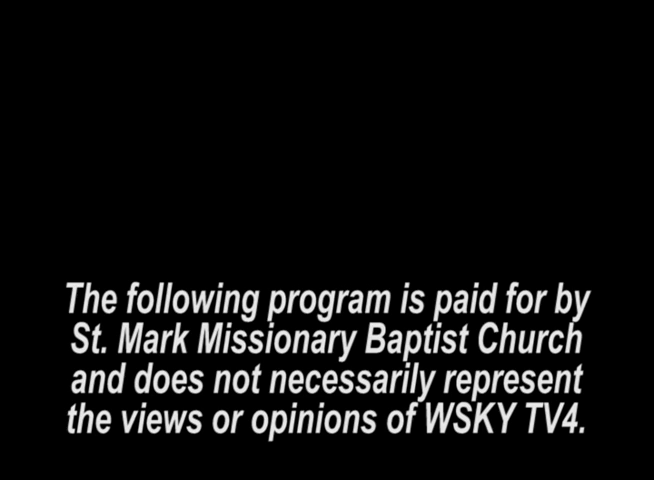 The following program is paid for by
St. Mark Missionary Baptist Church
and does not necessarily represent
the views or opinions of WSKY TV4.